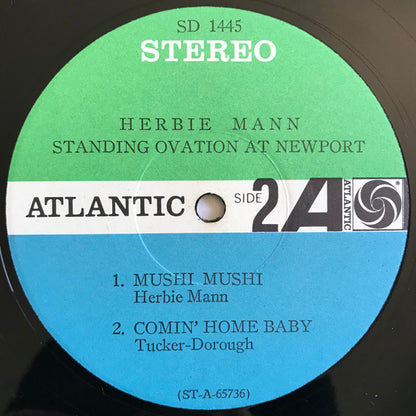 SD 1445
STEREO
HERBIE MANN
STANDING OVATION AT NEWPORT
ATLANTIC SIDE 2 A ATLANTIC
1. MUSHI MUSHI
Herbie Mann
2. COMIN' HOME BABY
Tucker-Dorough
(ST-A-65736)